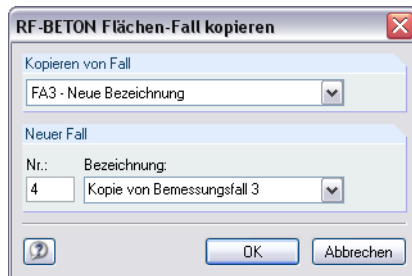 RF-BETON Flächen-Fall kopieren
Kopieren von Fall
FA3 - Neue Bezeichnung
Neuer Fall
Nr.: Bezeichnung:
4 Kopie von Bemessungsfall 3
OK Abbrechen